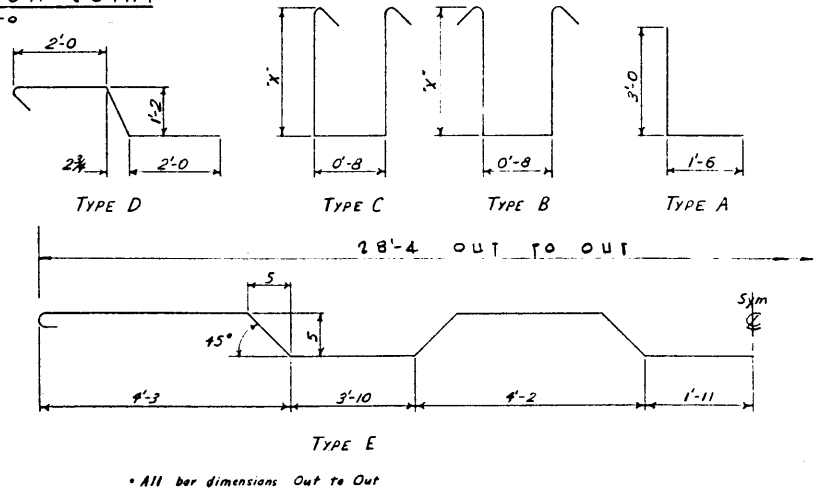 2'-0
1'-2
2¾
2'-0
TYPE D
"X"
0'-8
TYPE C
"X"
0'-8
TYPE B
3'-0
1'-6
TYPE A
28'-4 OUT TO OUT
5
45°
5
Sym
℄
4'-3
3'-10
4'-2
1'-11
TYPE E
• All bar dimensions Out to Out